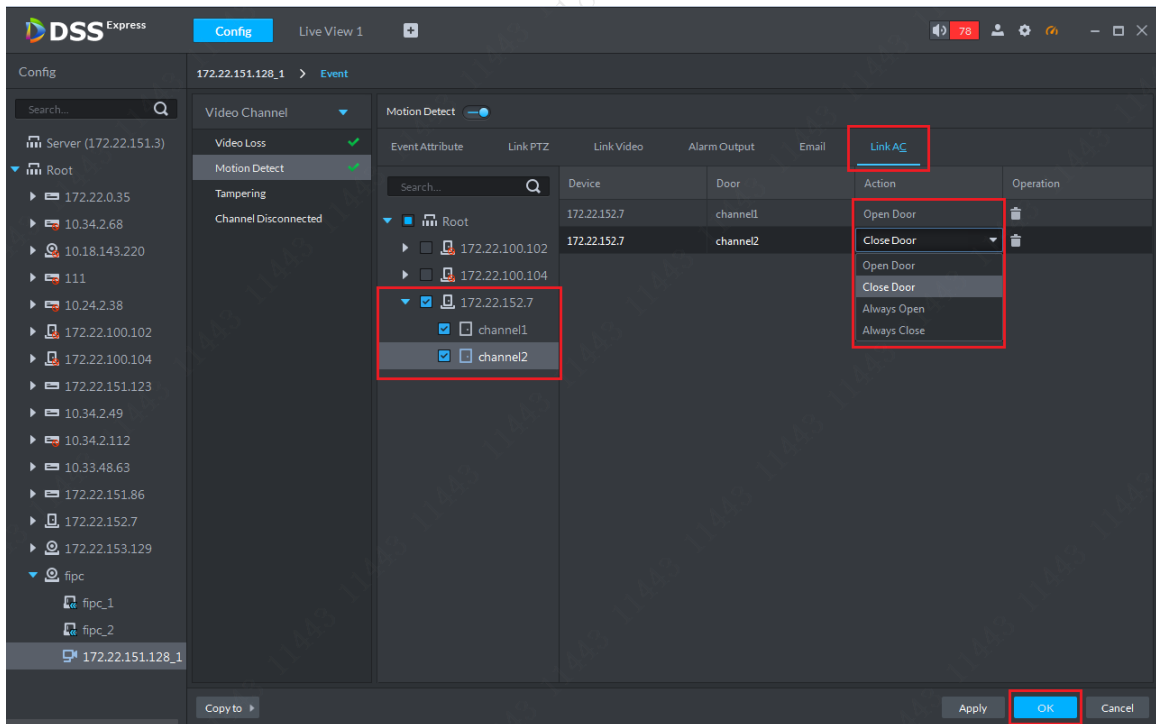 DSS Express
Config
Live View 1
78
Config
172.22.151.128_1 > Event
Search...
Server (172.22.151.3)
Root
172.22.0.35
10.34.2.68
10.18.143.220
111
10.24.2.38
172.22.100.102
172.22.100.104
172.22.151.123
10.34.2.49
10.34.2.112
10.33.48.63
172.22.151.86
172.22.152.7
172.22.153.129
fipc
fipc_1
fipc_2
172.22.151.128_1
Video Channel
Video Loss
Motion Detect
Tampering
Channel Disconnected
Motion Detect
Event Attribute
Link PTZ
Link Video
Alarm Output
Email
Link AC
Search...
Root
172.22.100.102
172.22.100.104
172.22.152.7
channel1
channel2
Device Door Action Operation
172.22.152.7 channel1 Open Door
172.22.152.7 channel2 Close Door
Open Door
Close Door
Always Open
Always Close
Copy to
Apply
OK
Cancel
11443 11443